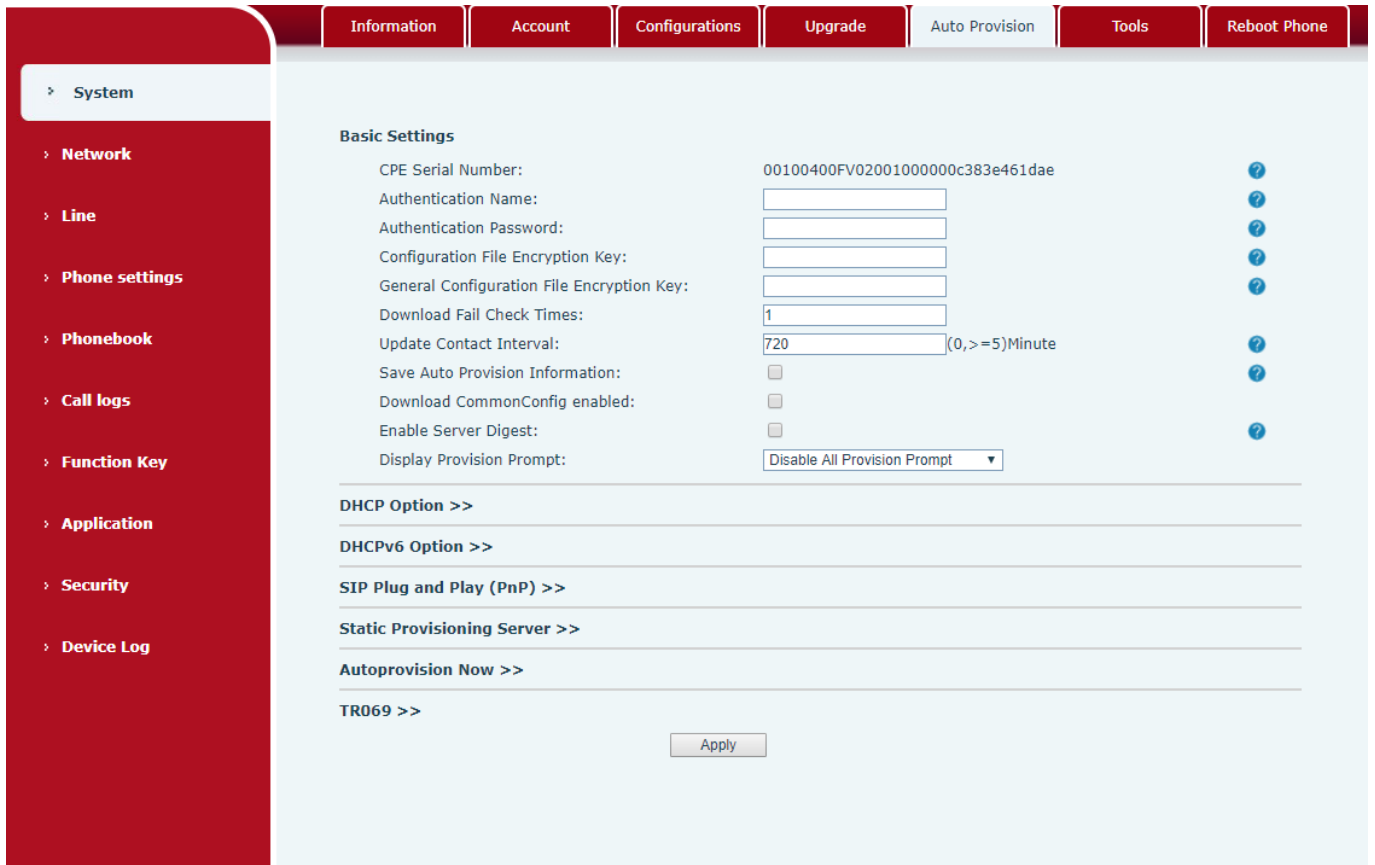 Information Account Configurations Upgrade Auto Provision Tools Reboot Phone
System
Network
Line
Phone settings
Phonebook
Call logs
Function Key
Application
Security
Device Log
Basic Settings
CPE Serial Number: 00100400FV02001000000c383e461dae
Authentication Name:
Authentication Password:
Configuration File Encryption Key:
General Configuration File Encryption Key:
Download Fail Check Times: 1
Update Contact Interval: 720 (0,>=5)Minute
Save Auto Provision Information:
Download CommonConfig enabled:
Enable Server Digest:
Display Provision Prompt: Disable All Provision Prompt
DHCP Option >>
DHCPv6 Option >>
SIP Plug and Play (PnP) >>
Static Provisioning Server >>
Autoprovision Now >>
TR069 >>
Apply